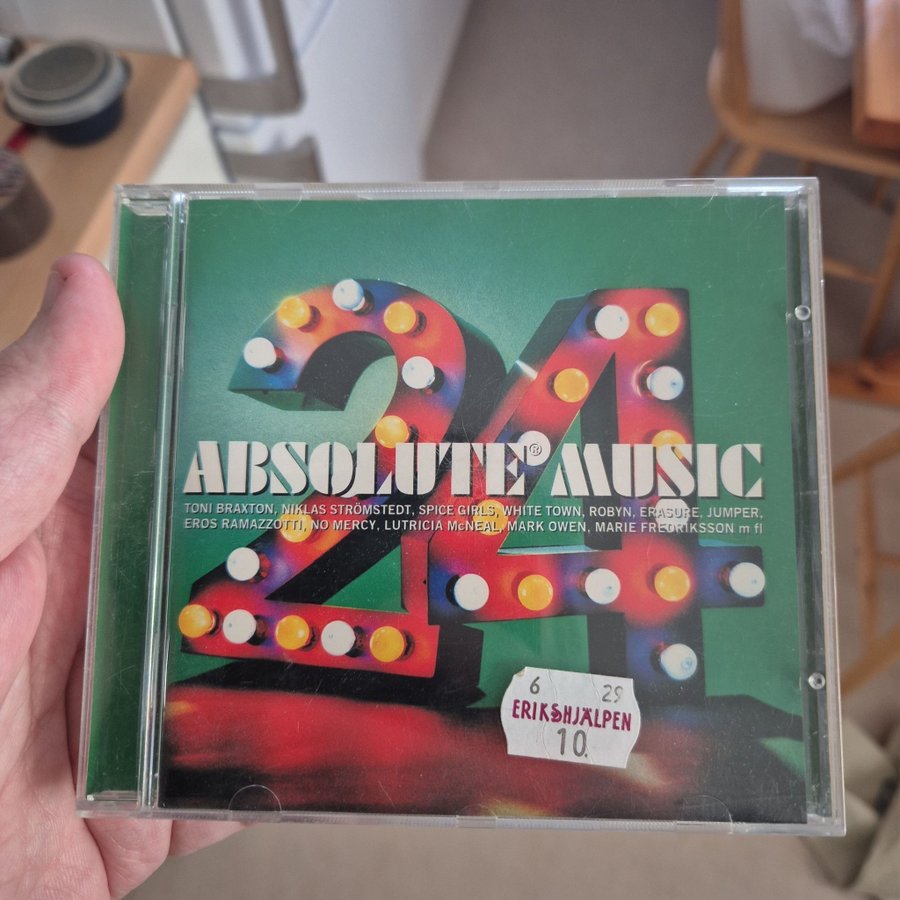 24
ABSOLUTE® MUSIC
TONI BRAXTON, NIKLAS STRÖMSTEDT, SPICE GIRLS, WHITE TOWN, ROBYN, ERASURE, JUMPER,
EROS RAMAZZOTTI, NO MERCY, LUTRICIA McNEAL, MARK OWEN, MARIE FREDRIKSSON m fl
6 29
ERIKSHJÄLPEN
10.